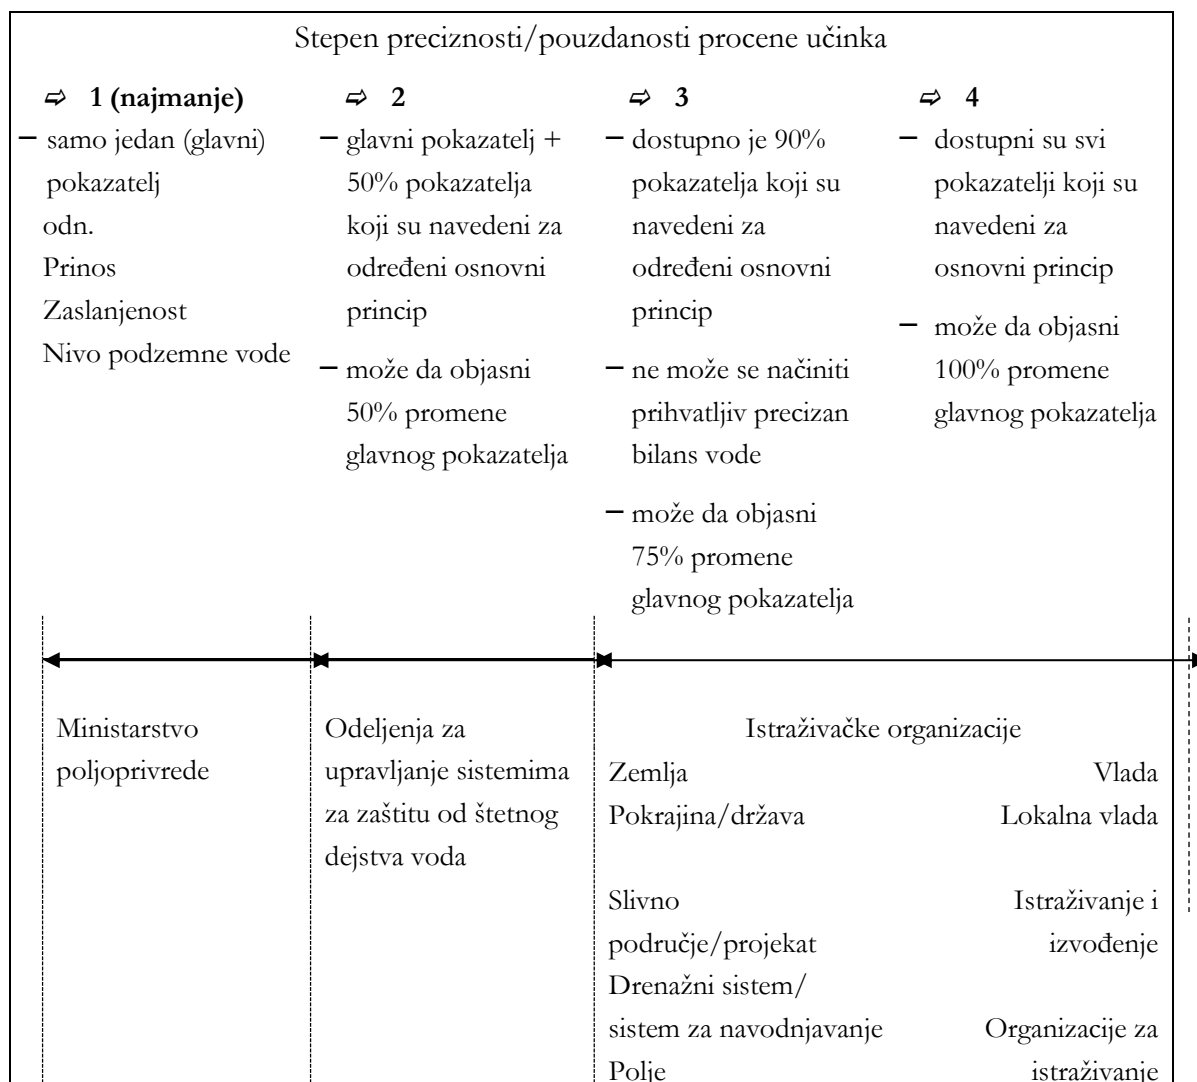 Stepen preciznosti/pouzdanosti procene učinka
⇨ 1 (najmanje)
– samo jedan (glavni)
pokazatelj
odn.
Prinos
Zaslanjenost
Nivo podzemne vode
⇨ 2
– glavni pokazatelj +
50% pokazatelja
koji su navedeni za
određeni osnovni
princip
– može da objasni
50% promene
glavnog pokazatelja
⇨ 3
– dostupno je 90%
pokazatelja koji su
navedeni za
određeni osnovni
princip
– ne može se načiniti
prihvatljiv precizan
bilans vode
– može da objasni
75% promene
glavnog pokazatelja
⇨ 4
– dostupni su svi
pokazatelji koji su
navedeni za
osnovni princip
– može da objasni
100% promene
glavnog pokazatelja
Ministarstvo
poljoprivrede
Odeljenja za
upravljanje sistemima
za zaštitu od štetnog
dejstva voda
Istraživačke organizacije
Zemlja
Vlada
Pokrajina/država
Lokalna vlada
Slivno
Istraživanje i
područje/projekat
izvođenje
Drenažni sistem/
sistem za navodnjavanje
Organizacije za
Polje
istraživanje